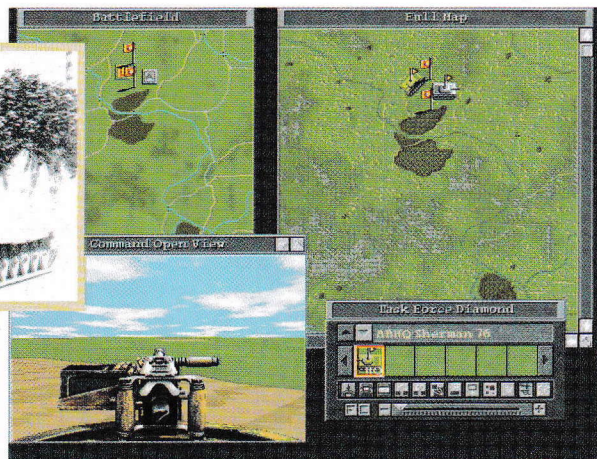 Battlefield
Full Map
Command Open View
Task Force Diamond
ABHQ Sherman 76